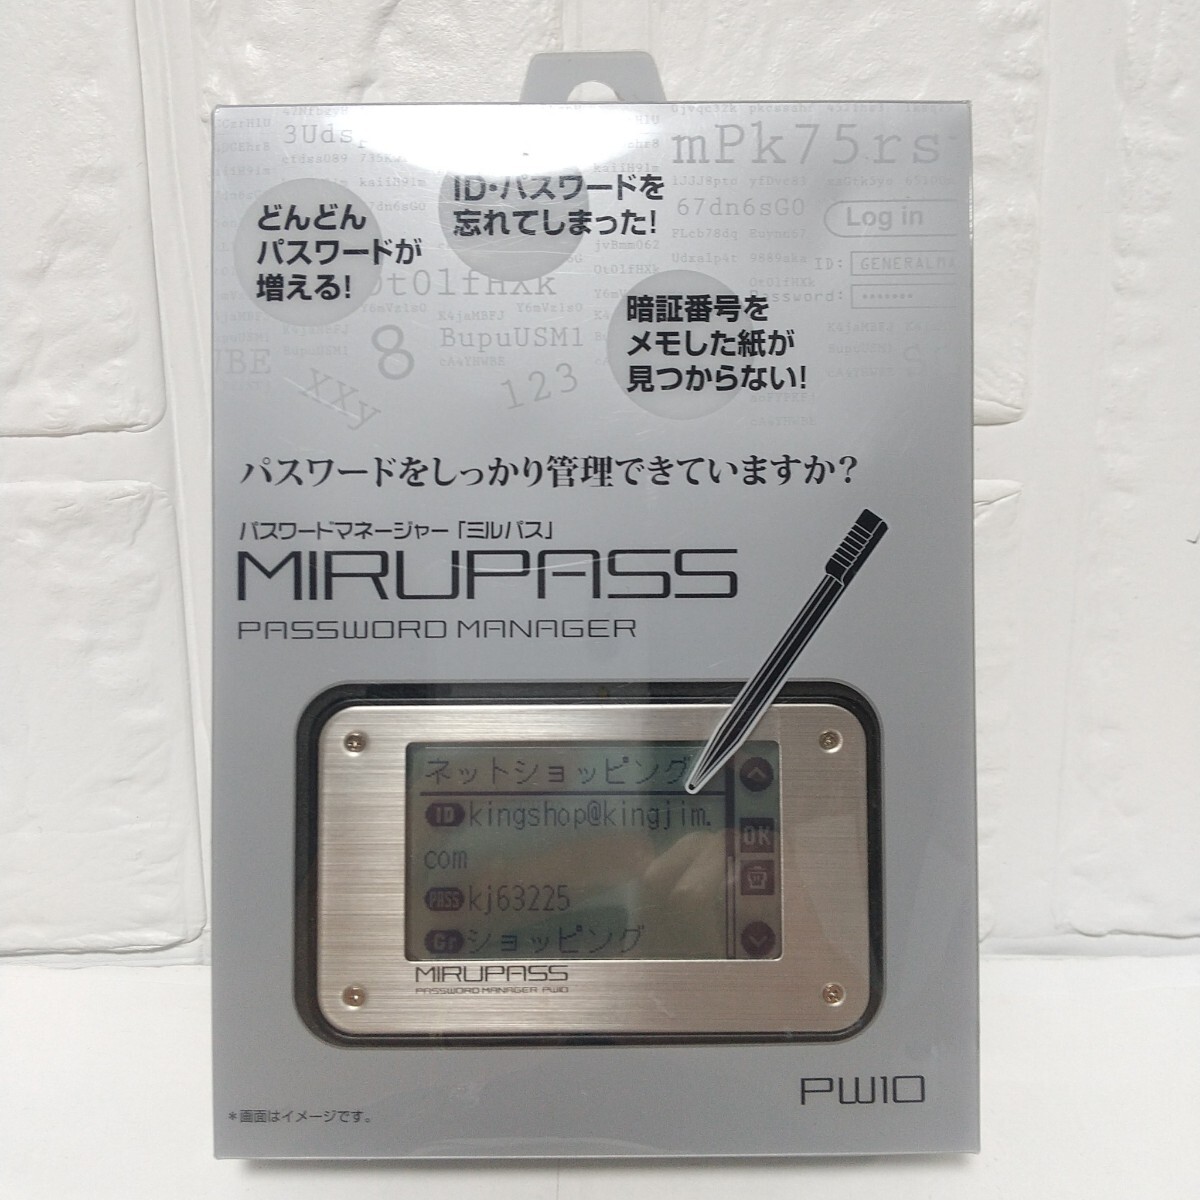 3Uds
mPk75rs
どんどん
パスワードが
増える!
ID・パスワードを
忘れてしまった!
67dn6sG0
Log in
ID: GENERALMA
Password: •••••••
Ot01fHXk
暗証番号を
メモした紙が
見つからない!
8
BupuUSM1
XXy
123
パスワードをしっかり管理できていますか?
パスワードマネージャー「ミルパス」
MIRUPASS
PASSWORD MANAGER
ネットショッピング
ID kingshop@kingjim.
com
OK
PASS kj63225
Gr ショッピング
MIRUPASS
PASSWORD MANAGER PW10
PW10
*画面はイメージです。